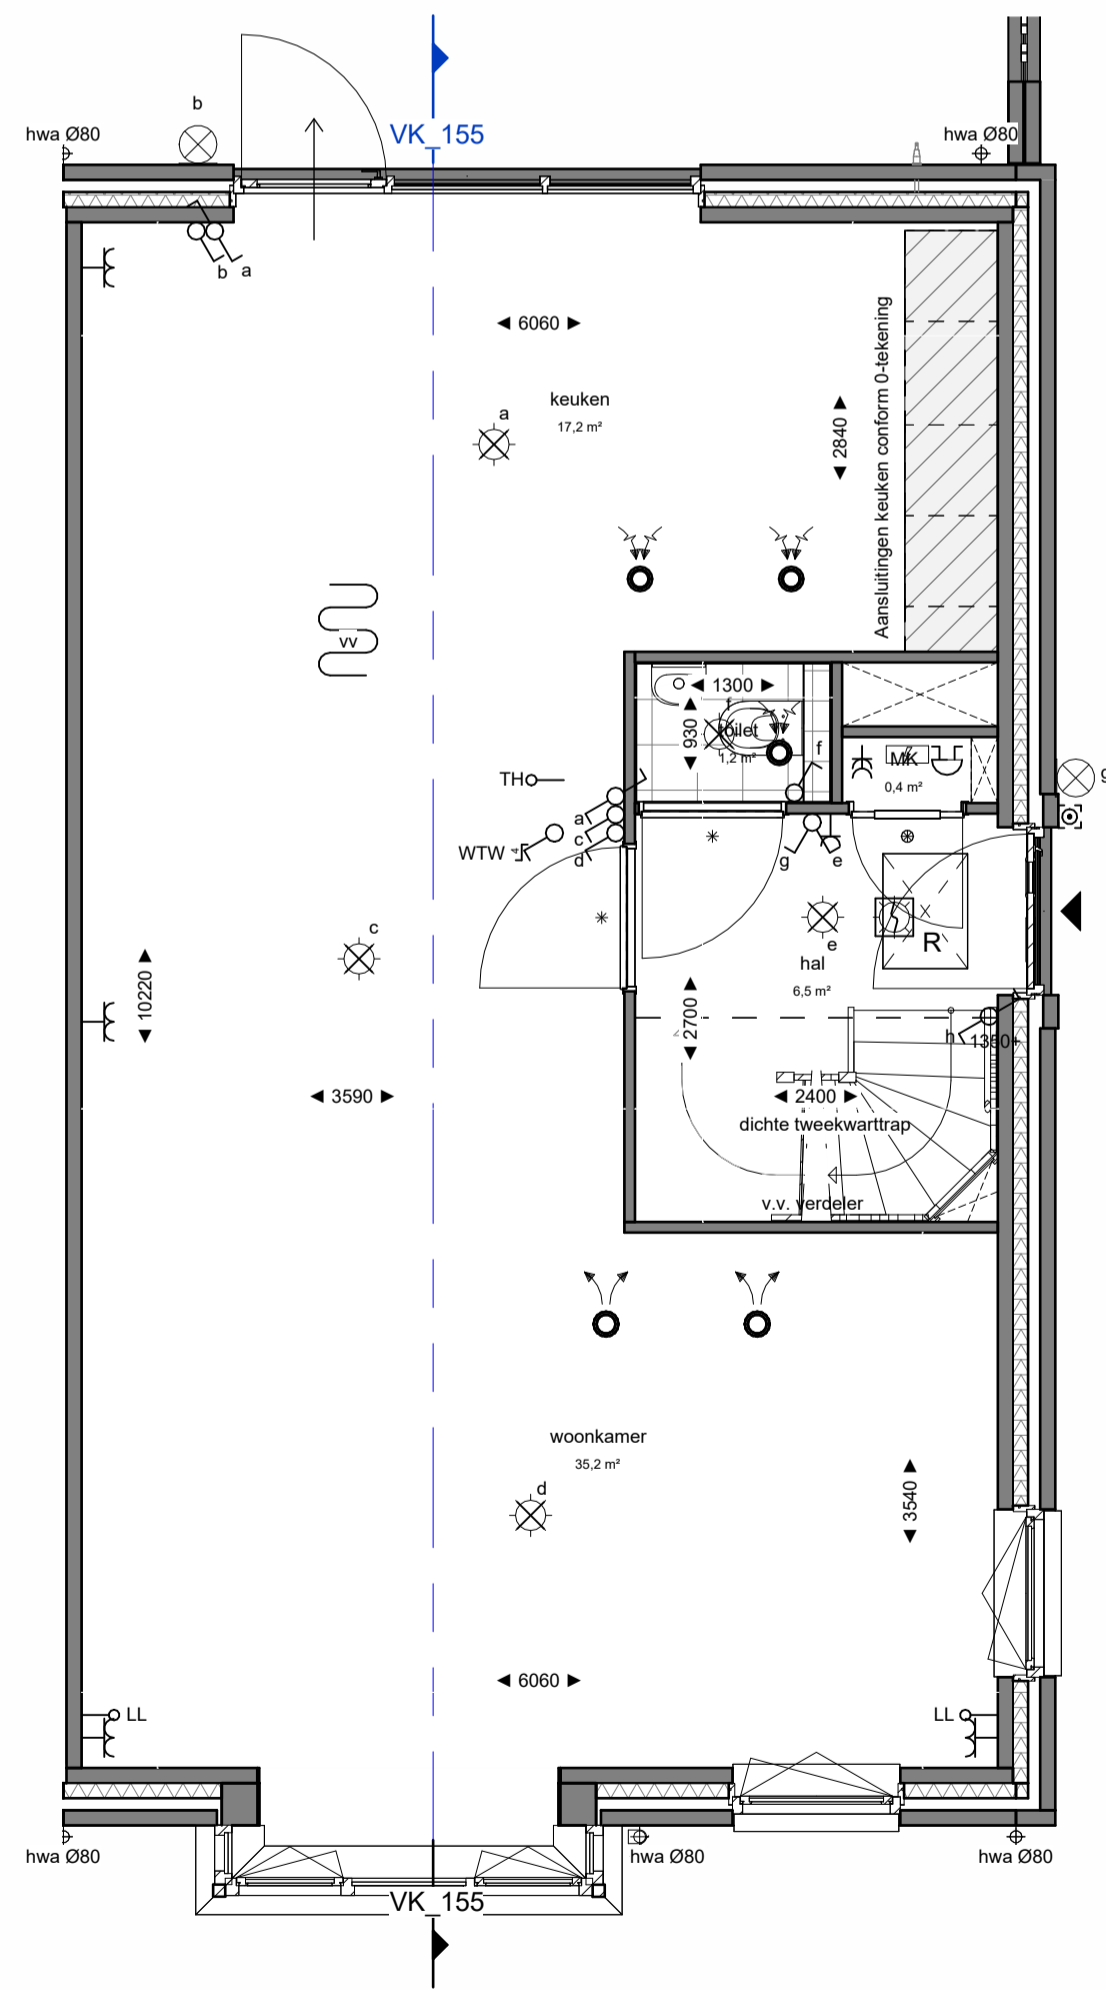 b
hwa Ø80
VK_155
hwa Ø80
b a
6060
keuken
17,2 m²
a
2840
Aansluitingen keuken conform 0-tekening
vv
1300
f
930
toilet
1,2 m²
f
MK
0,4 m²
g
TH
a
c
d
WTW
4
g
e
c
e
R
hal
6,5 m²
10220
2700
h
1350+
3590
2400
dichte tweekwarttrap
v.v. verdeler
woonkamer
35,2 m²
d
3540
6060
LL
LL
hwa Ø80
hwa Ø80
hwa Ø80
VK_155